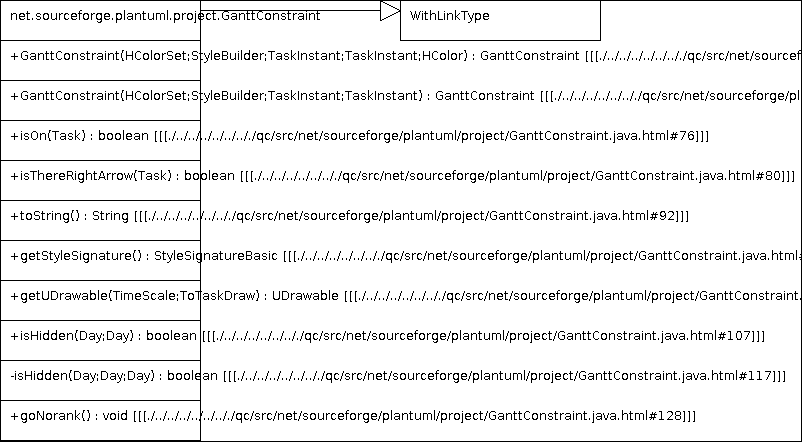 net.sourceforge.plantuml.project.GanttConstraint
WithLinkType
+GanttConstraint(HColorSet;StyleBuilder;TaskInstant;TaskInstant;HColor) : GanttConstraint [[[./../../../../../../qc/src/net/sourcef
+GanttConstraint(HColorSet;StyleBuilder;TaskInstant;TaskInstant) : GanttConstraint [[[./../../../../../../qc/src/net/sourceforge/pl
+isOn(Task) : boolean [[[./../../../../../../qc/src/net/sourceforge/plantuml/project/GanttConstraint.java.html#76]]]
+isThereRightArrow(Task) : boolean [[[./../../../../../../qc/src/net/sourceforge/plantuml/project/GanttConstraint.java.html#80]]]
+toString() : String [[[./../../../../../../qc/src/net/sourceforge/plantuml/project/GanttConstraint.java.html#92]]]
+getStyleSignature() : StyleSignatureBasic [[[./../../../../../../qc/src/net/sourceforge/plantuml/project/GanttConstraint.java.html#
+getUDrawable(TimeScale;ToTaskDraw) : UDrawable [[[./../../../../../../qc/src/net/sourceforge/plantuml/project/GanttConstraint.
+isHidden(Day;Day) : boolean [[[./../../../../../../qc/src/net/sourceforge/plantuml/project/GanttConstraint.java.html#107]]]
-isHidden(Day;Day;Day) : boolean [[[./../../../../../../qc/src/net/sourceforge/plantuml/project/GanttConstraint.java.html#117]]]
+goNorank() : void [[[./../../../../../../qc/src/net/sourceforge/plantuml/project/GanttConstraint.java.html#128]]]